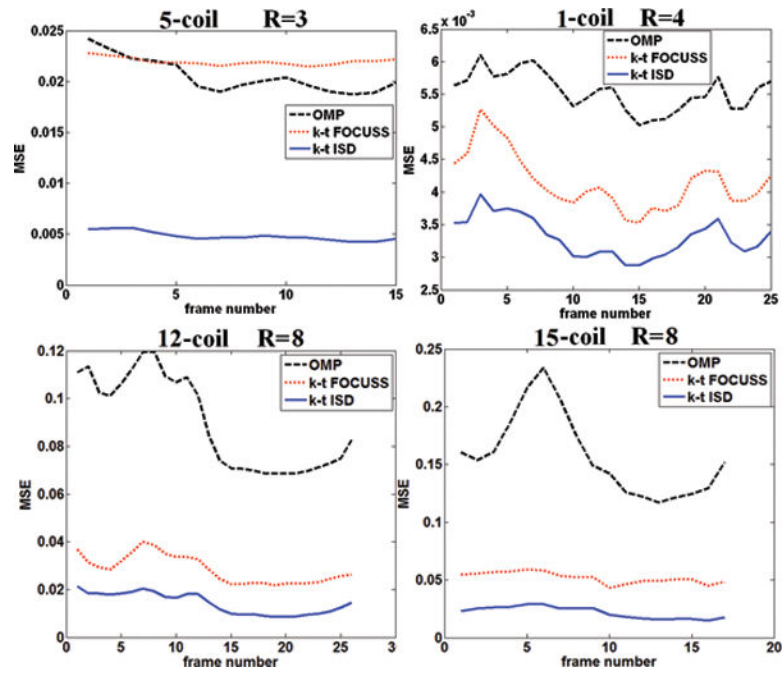 5-coil R=3
0.025
0.02
0.015
0.01
0.005
0
MSE
OMP
k-t FOCUSS
k-t ISD
0 5 10 15
frame number
1-coil R=4
x 10⁻³
6.5
6
5.5
5
4.5
4
3.5
3
2.5
MSE
OMP
k-t FOCUSS
k-t ISD
0 5 10 15 20 25
frame number
12-coil R=8
0.12
0.1
0.08
0.06
0.04
0.02
0
MSE
OMP
k-t FOCUSS
k-t ISD
0 5 10 15 20 25 3
frame number
15-coil R=8
0.25
0.2
0.15
0.1
0.05
0
MSE
OMP
k-t FOCUSS
k-t ISD
0 5 10 15 20
frame number